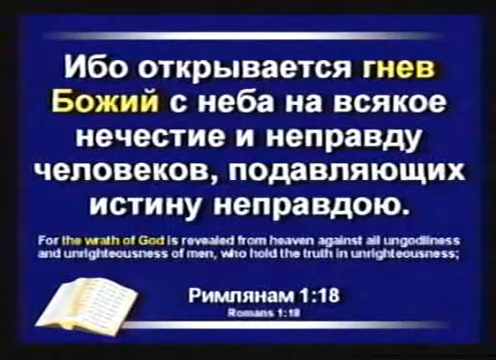 Ибо открывается гнев
Божий с неба на всякое
нечестие и неправду
человеков, подавляющих
истину неправдою.
For the wrath of God is revealed from heaven against all ungodliness
and unrighteousness of men, who hold the truth in unrighteousness;
Римлянам 1:18
Romans 1:18